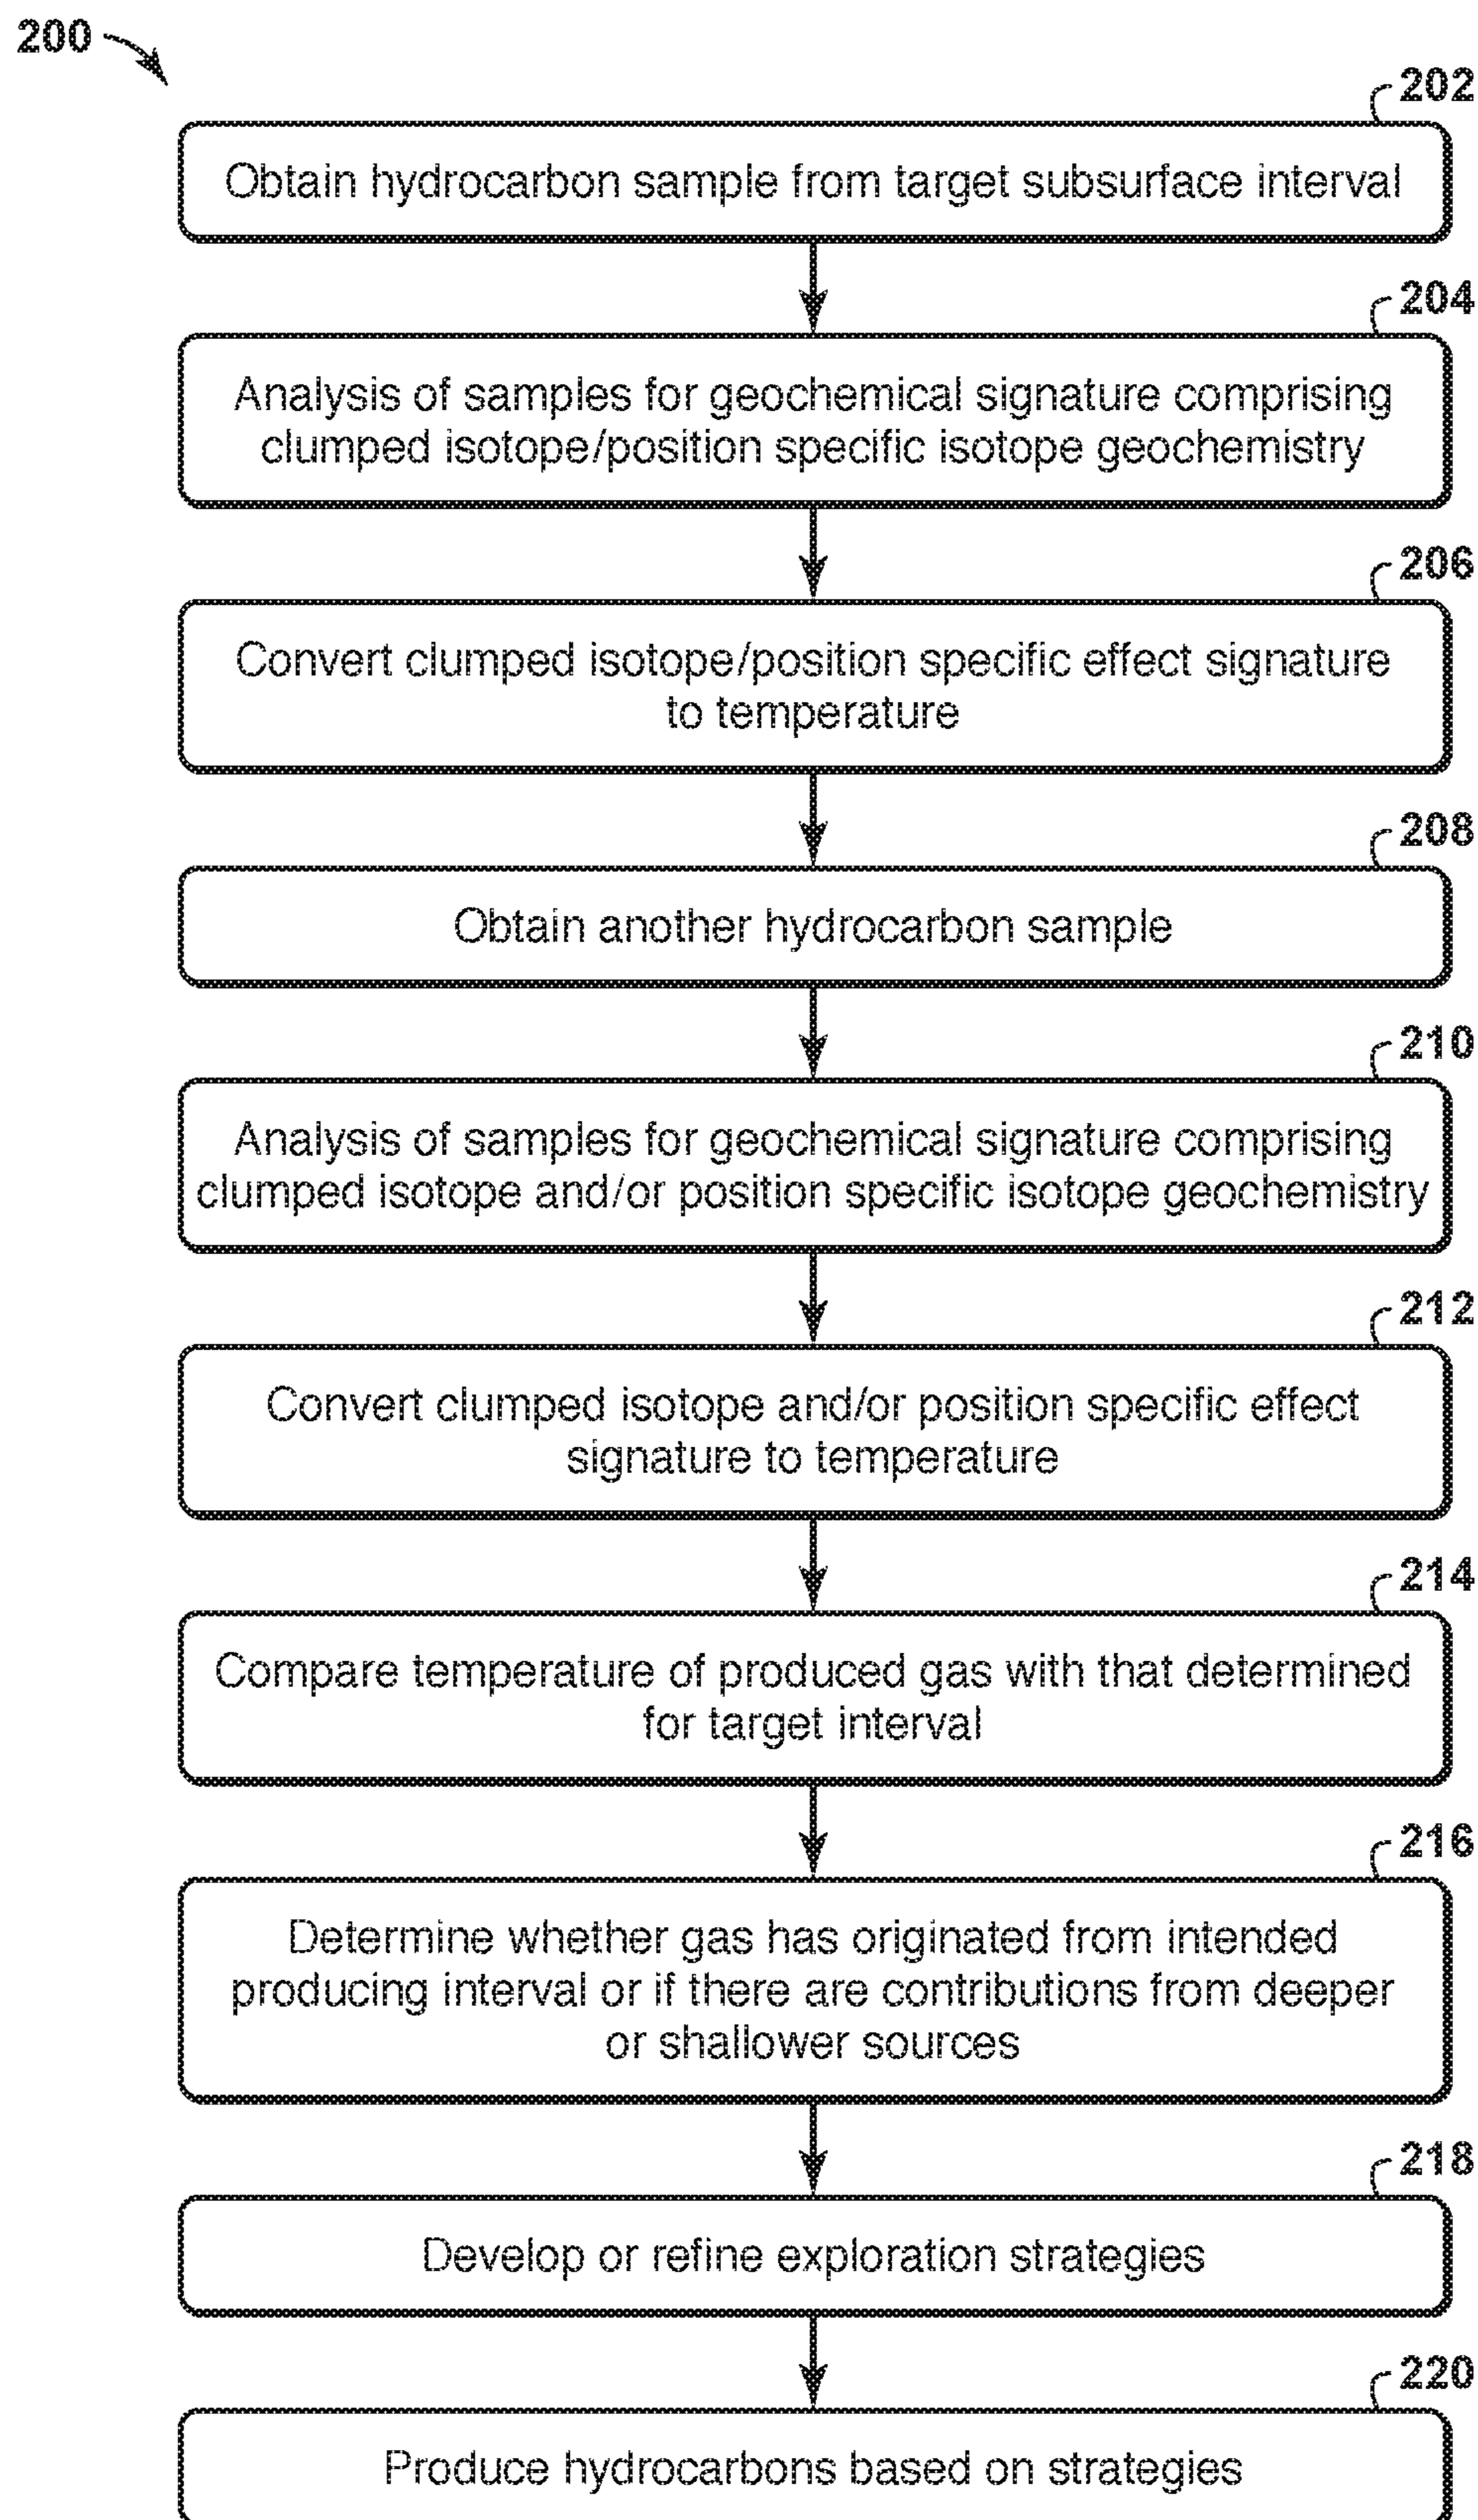 200
202
Obtain hydrocarbon sample from target subsurface interval
204
Analysis of samples for geochemical signature comprising
clumped isotope/position specific isotope geochemistry
206
Convert clumped isotope/position specific effect signature
to temperature
208
Obtain another hydrocarbon sample
210
Analysis of samples for geochemical signature comprising
clumped isotope and/or position specific isotope geochemistry
212
Convert clumped isotope and/or position specific effect
signature to temperature
214
Compare temperature of produced gas with that determined
for target interval
216
Determine whether gas has originated from intended
producing interval or if there are contributions from deeper
or shallower sources
218
Develop or refine exploration strategies
220
Produce hydrocarbons based on strategies